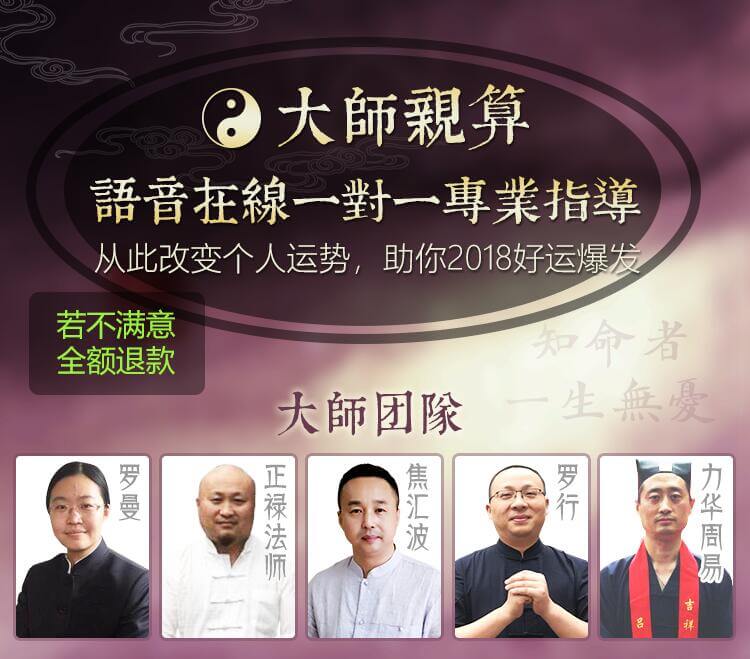 大師親算
語音在線一對一專業指導
从此改变个人运势，助你2018好运爆发
若不满意
全额退款
知命者
一生無憂
大師团隊
罗曼
正禄法师
焦汇波
罗行
力华周易
吕
吉祥